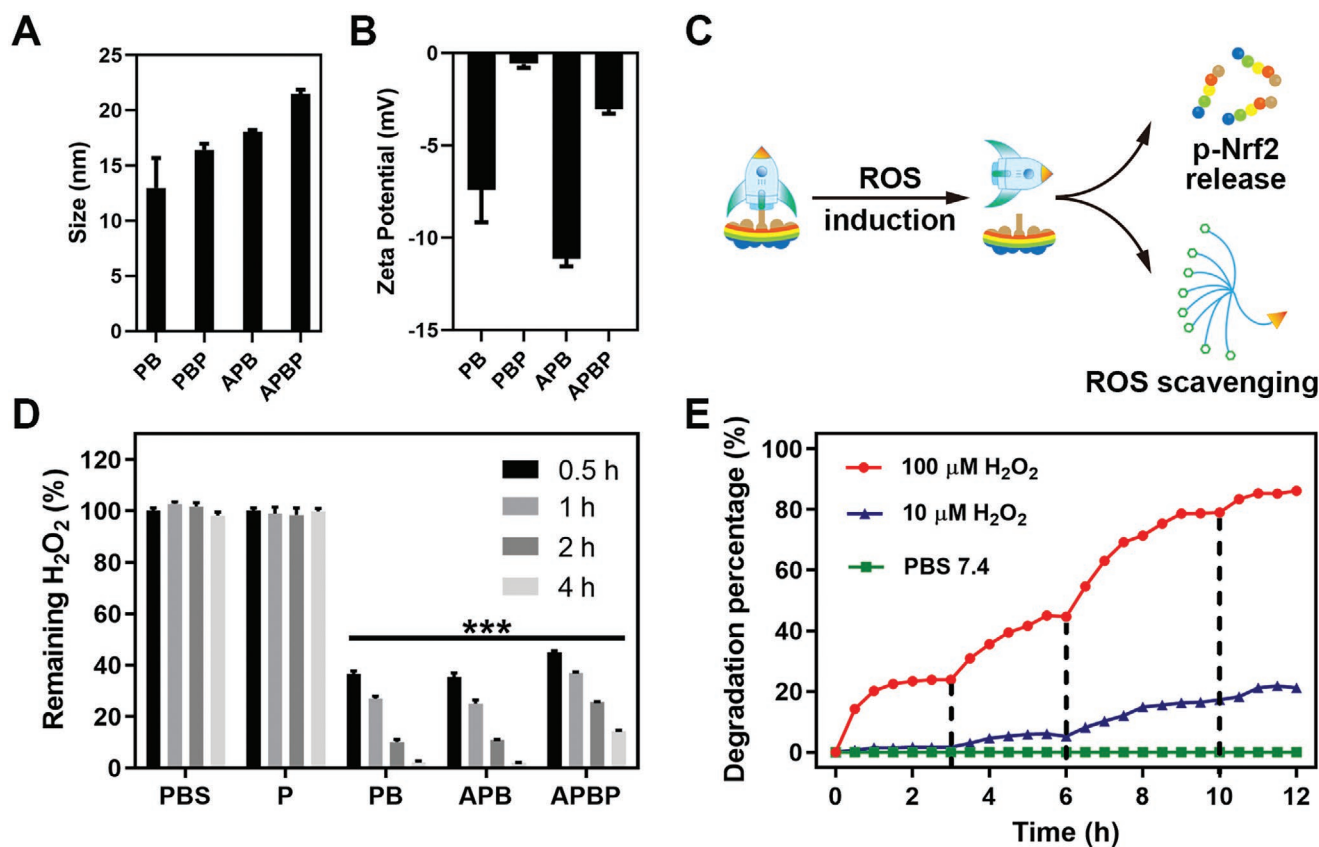 A
25
20
15
10
5
0
Size (nm)
PB
PBP
APB
APBP
B
0
-5
-10
-15
Zeta Potential (mV)
PB
PBP
APB
APBP
C
ROS
induction
p-Nrf2
release
ROS scavenging
D
120
100
80
60
40
20
0
Remaining H₂O₂ (%)
0.5 h
1 h
2 h
4 h
***
PBS
P
PB
APB
APBP
E
100
80
60
40
20
0
Degradation percentage (%)
100 μM H₂O₂
10 μM H₂O₂
PBS 7.4
0
2
4
6
8
10
12
Time (h)